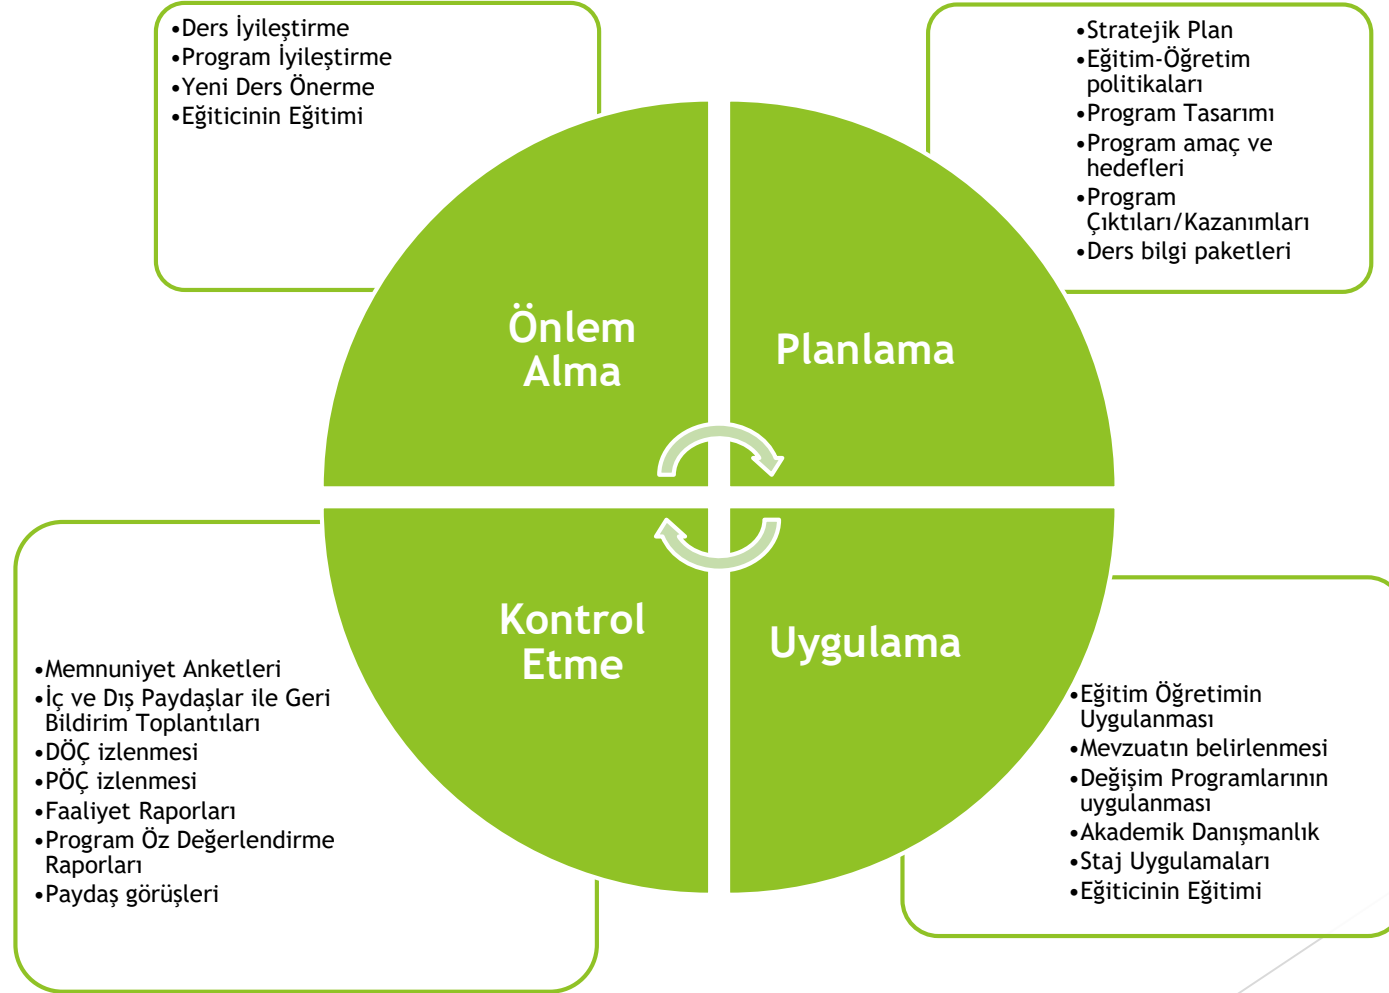 •Ders İyileştirme
•Program İyileştirme
•Yeni Ders Önerme
•Eğiticinin Eğitimi
•Stratejik Plan
•Eğitim-Öğretim
politikaları
•Program Tasarımı
•Program amaç ve
hedefleri
•Program
Çıktıları/Kazanımları
•Ders bilgi paketleri
Önlem
Alma
Planlama
Kontrol
Etme
Uygulama
•Memnuniyet Anketleri
•İç ve Dış Paydaşlar ile Geri
Bildirim Toplantıları
•DÖÇ izlenmesi
•PÖÇ izlenmesi
•Faaliyet Raporları
•Program Öz Değerlendirme
Raporları
•Paydaş görüşleri
•Eğitim Öğretimin
Uygulanması
•Mevzuatın belirlenmesi
•Değişim Programlarının
uygulanması
•Akademik Danışmanlık
•Staj Uygulamaları
•Eğiticinin Eğitimi